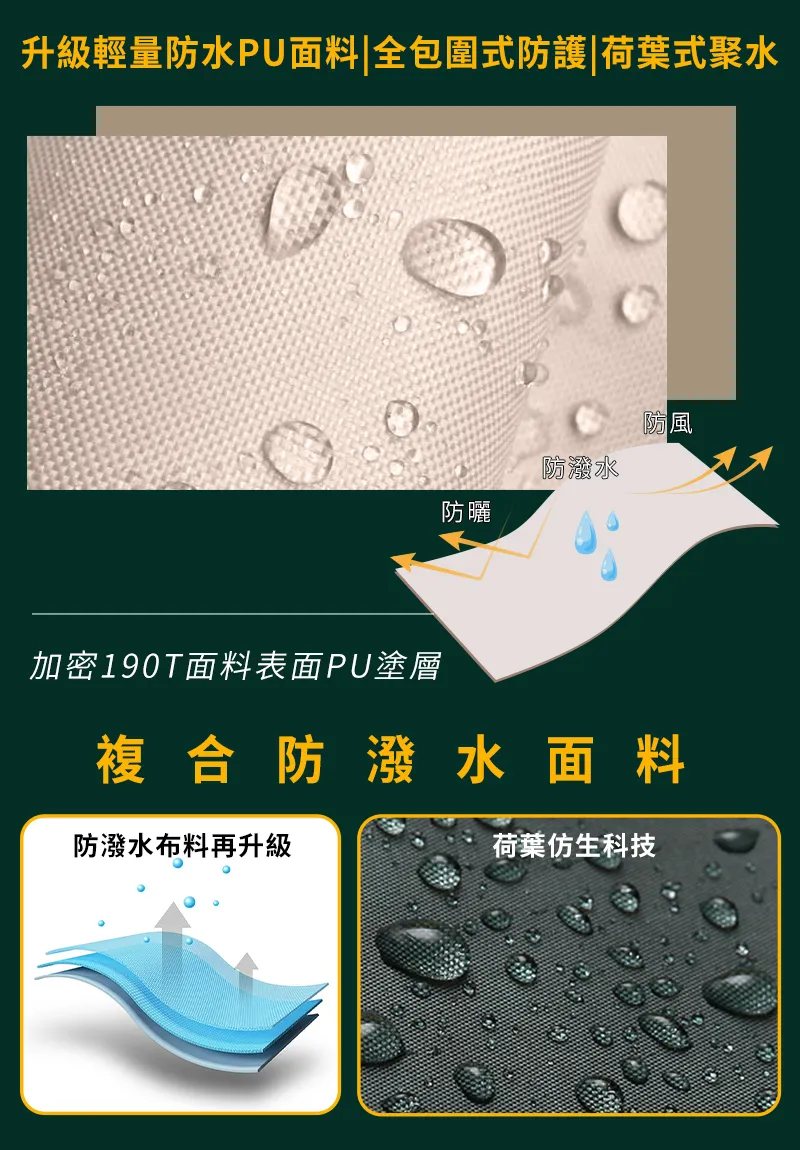 升級輕量防水PU面料|全包圍式防護|荷葉式聚水
防風
防潑水
防曬
加密190T面料表面PU塗層
複合防潑水面料
防潑水布料再升級
荷葉仿生科技